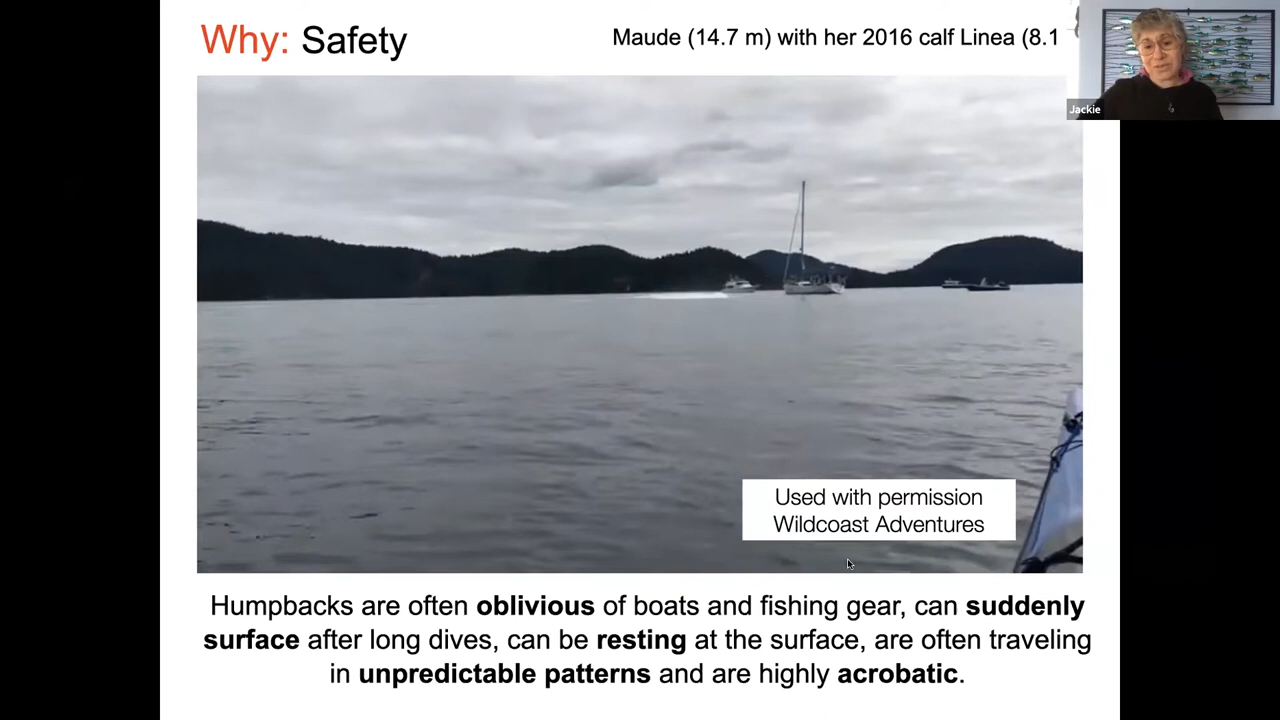 Why: Safety
Maude (14.7 m) with her 2016 calf Linea (8.1
Jackie
Used with permission
Wildcoast Adventures
Humpbacks are often oblivious of boats and fishing gear, can suddenly
surface after long dives, can be resting at the surface, are often traveling
in unpredictable patterns and are highly acrobatic.